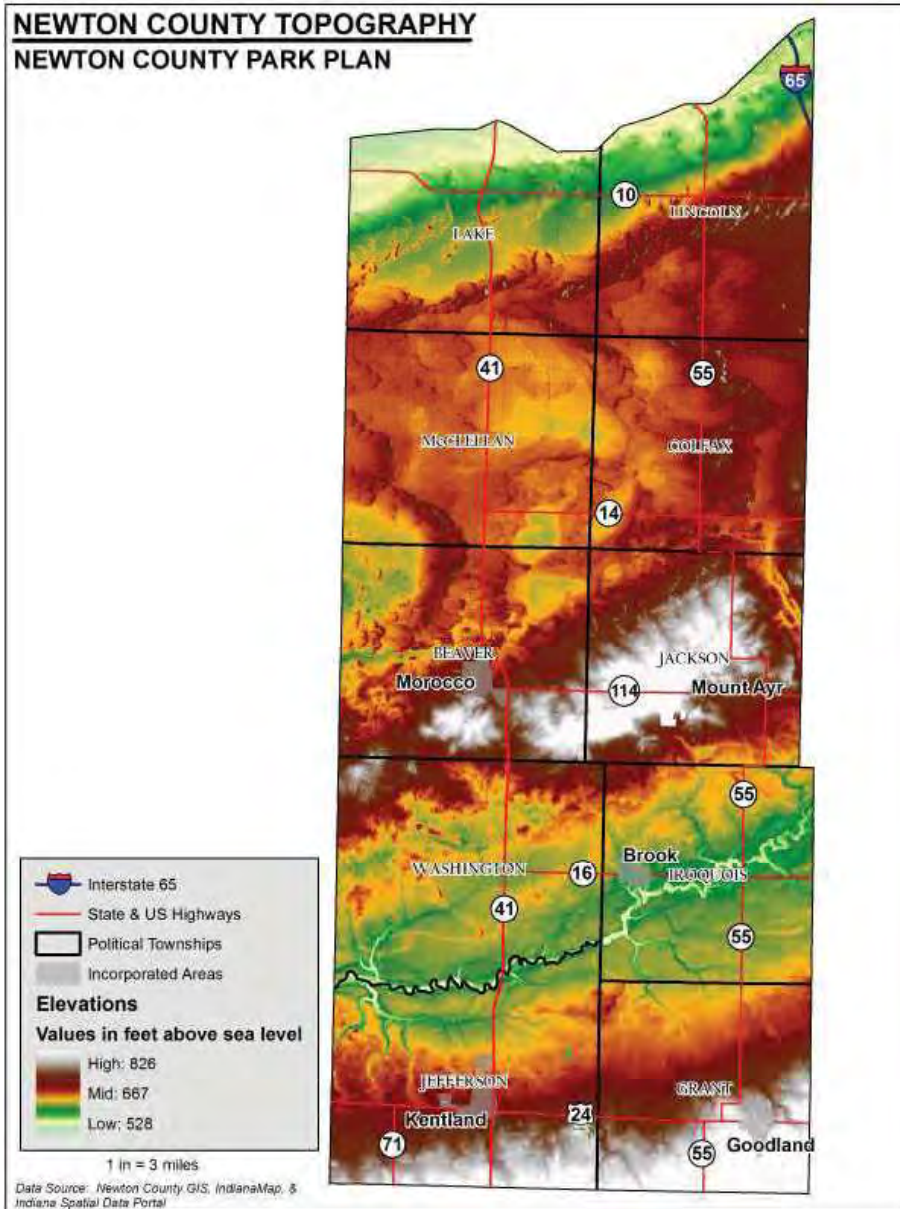 NEWTON COUNTY TOPOGRAPHY
NEWTON COUNTY PARK PLAN
65
10
LINCOLN
LAKE
41
55
McCLELLAN
COLFAX
14
BEAVER
JACKSON
Morocco
114
Mount Ayr
55
Brook
WASHINGTON
16
IROQUOIS
41
55
JEFFERSON
GRANT
Kentland
24
71
55
Goodland
Interstate 65
State & US Highways
Political Townships
Incorporated Areas
Elevations
Values in feet above sea level
High: 826
Mid: 667
Low: 528
1 in = 3 miles
Data Source: Newton County GIS, IndianaMap, &
Indiana Spatial Data Portal